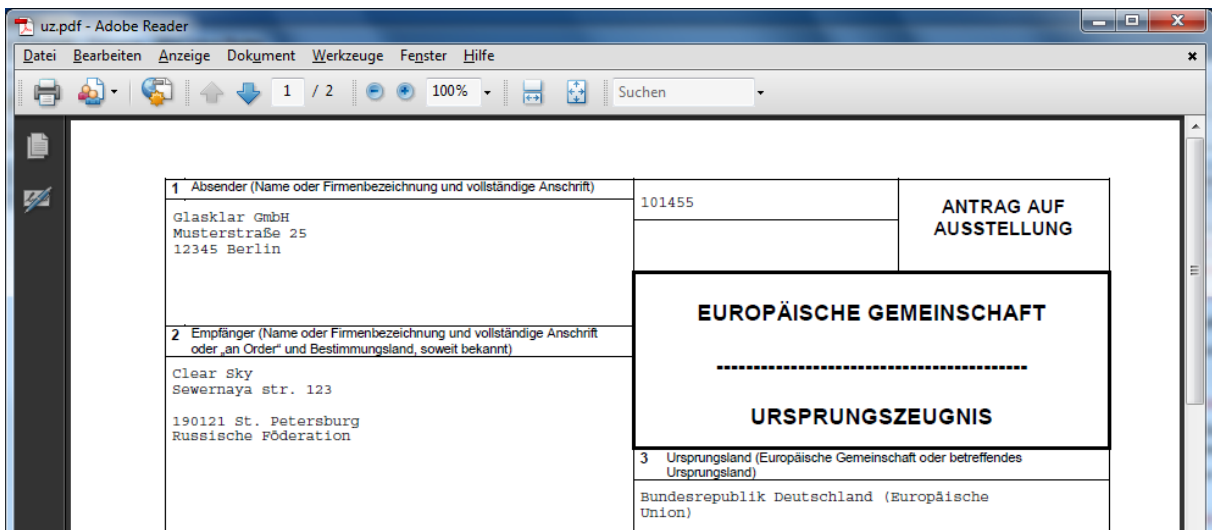 uz.pdf - Adobe Reader
Datei Bearbeiten Anzeige Dokument Werkzeuge Fenster Hilfe
1 / 2 100% Suchen
1 Absender (Name oder Firmenbezeichnung und vollständige Anschrift)
Glasklar GmbH
Musterstraße 25
12345 Berlin
101455
ANTRAG AUF
AUSSTELLUNG
EUROPÄISCHE GEMEINSCHAFT
------------------------------------------
URSPRUNGSZEUGNIS
2 Empfänger (Name oder Firmenbezeichnung und vollständige Anschrift
oder „an Order“ und Bestimmungsland, soweit bekannt)
Clear Sky
Sewernaya str. 123
190121 St. Petersburg
Russische Föderation
3 Ursprungsland (Europäische Gemeinschaft oder betreffendes
Ursprungsland)
Bundesrepublik Deutschland (Europäische
Union)